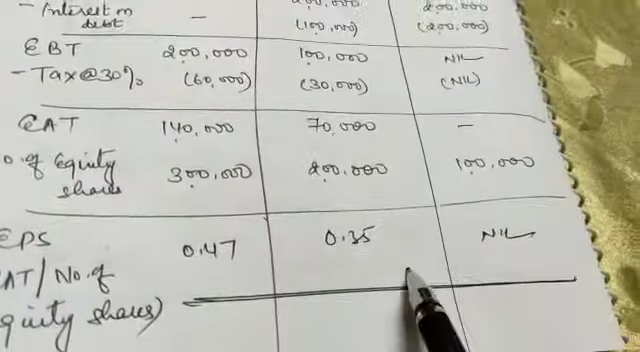 - Interest on debt — (100,000) (200,000)
EBT 200,000 100,000 NIL
- Tax@30% (60,000) (30,000) (NIL)
EAT 140,000 70,000 —
o. of Equity shares 300,000 200,000 100,000
EPS 0.47 0.35 NIL
AT/No. of
quity shares)